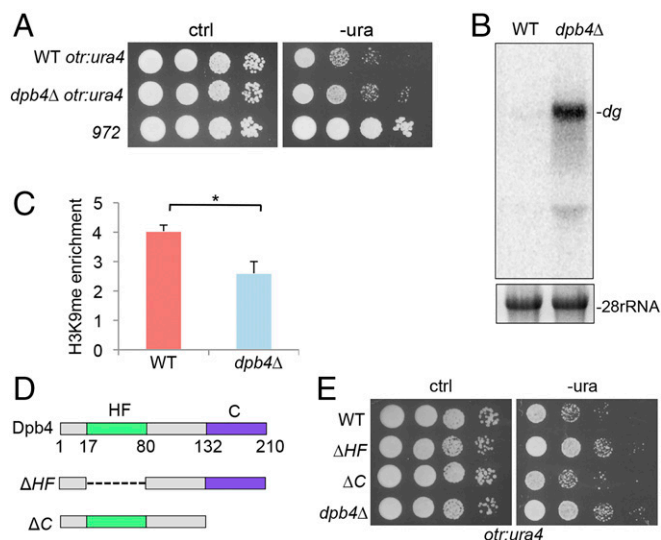 A
ctrl
-ura
WT otr:ura4
dpb4Δ otr:ura4
972
B
WT dpb4Δ
-dg
-28rRNA
C
*
H3K9me enrichment
5
4
3
2
1
0
WT
dpb4Δ
D
HF
C
Dpb4
1 17 80 132 210
ΔHF
ΔC
E
ctrl
-ura
WT
ΔHF
ΔC
dpb4Δ
otr:ura4